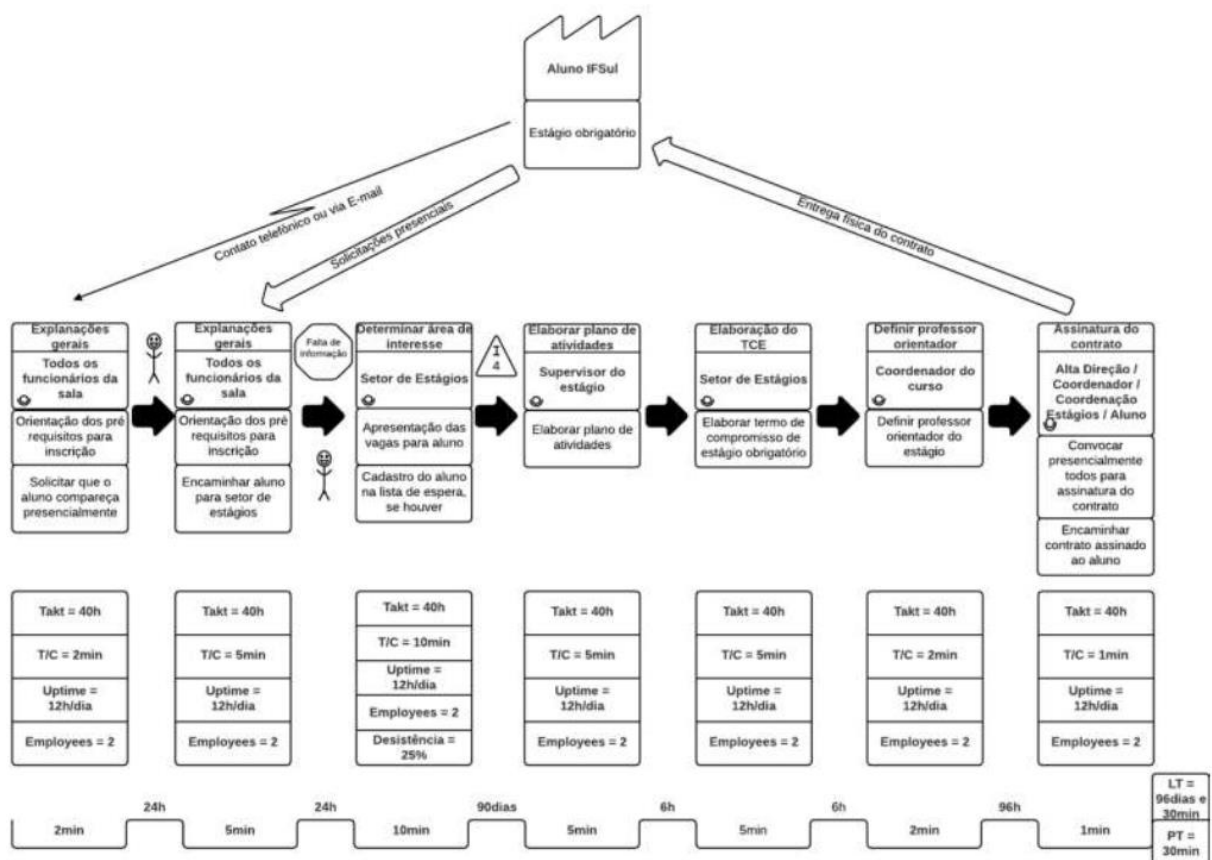 Aluno IFSul
Estágio obrigatório
Contato telefônico ou via E-mail
Solicitações presenciais
Entrega física do contrato
Explanações
gerais
Todos os
funcionários da
sala
Orientação dos pré
requisitos para
inscrição
Solicitar que o
aluno compareça
presencialmente
Explanações
gerais
Todos os
funcionários da
sala
Orientação dos pré
requisitos para
inscrição
Encaminhar aluno
para setor de
estágios
Falta de
informação
Determinar área de
interesse
Setor de Estágios
Apresentação das
vagas para aluno
Cadastro do aluno
na lista de espera,
se houver
I
4
Elaborar plano de
atividades
Supervisor do
estágio
Elaborar plano de
atividades
Elaboração do
TCE
Setor de Estágios
Elaborar termo de
compromisso de
estágio obrigatório
Definir professor
orientador
Coordenador do
curso
Definir professor
orientador do
estágio
Assinatura do
contrato
Alta Direção /
Coordenador /
Coordenação
Estágios / Aluno
Convocar
presencialmente
todos para
assinatura do
contrato
Encaminhar
contrato assinado
ao aluno
Takt = 40h
T/C = 2min
Uptime =
12h/dia
Employees = 2
Takt = 40h
T/C = 5min
Uptime =
12h/dia
Employees = 2
Takt = 40h
T/C = 10min
Uptime =
12h/dia
Employees = 2
Desistência =
25%
Takt = 40h
T/C = 5min
Uptime =
12h/dia
Employees = 2
Takt = 40h
T/C = 5min
Uptime =
12h/dia
Employees = 2
Takt = 40h
T/C = 2min
Uptime =
12h/dia
Employees = 2
Takt = 40h
T/C = 1min
Uptime =
12h/dia
Employees = 2
2min
24h
5min
24h
10min
90dias
5min
6h
5min
6h
2min
96h
1min
LT =
96dias e
30min
PT =
30min